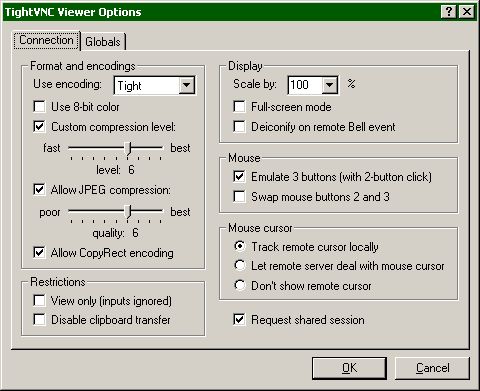 TightVNC Viewer Options
Connection
Globals
Format and encodings
Use encoding: Tight
Use 8-bit color
Custom compression level:
fast best
level: 6
Allow JPEG compression:
poor best
quality: 6
Allow CopyRect encoding
Restrictions
View only (inputs ignored)
Disable clipboard transfer
Display
Scale by: 100 %
Full-screen mode
Deiconify on remote Bell event
Mouse
Emulate 3 buttons (with 2-button click)
Swap mouse buttons 2 and 3
Mouse cursor
Track remote cursor locally
Let remote server deal with mouse cursor
Don't show remote cursor
Request shared session
OK
Cancel